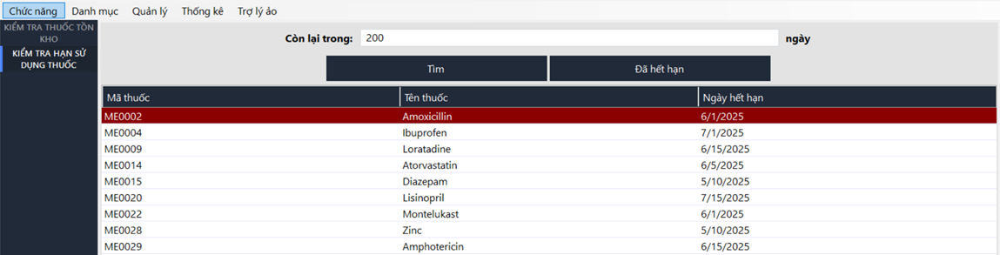 Chức năng Danh mục Quản lý Thống kê Trợ lý ảo
KIỂM TRA THUỐC TỒN
KHO
KIỂM TRA HẠN SỬ
DỤNG THUỐC
Còn lại trong: 200 ngày
Tìm Đã hết hạn
Mã thuốc Tên thuốc Ngày hết hạn
ME0002 Amoxicillin 6/1/2025
ME0004 Ibuprofen 7/1/2025
ME0009 Loratadine 6/15/2025
ME0014 Atorvastatin 6/5/2025
ME0015 Diazepam 5/10/2025
ME0020 Lisinopril 7/15/2025
ME0022 Montelukast 6/1/2025
ME0028 Zinc 5/10/2025
ME0029 Amphotericin 6/15/2025